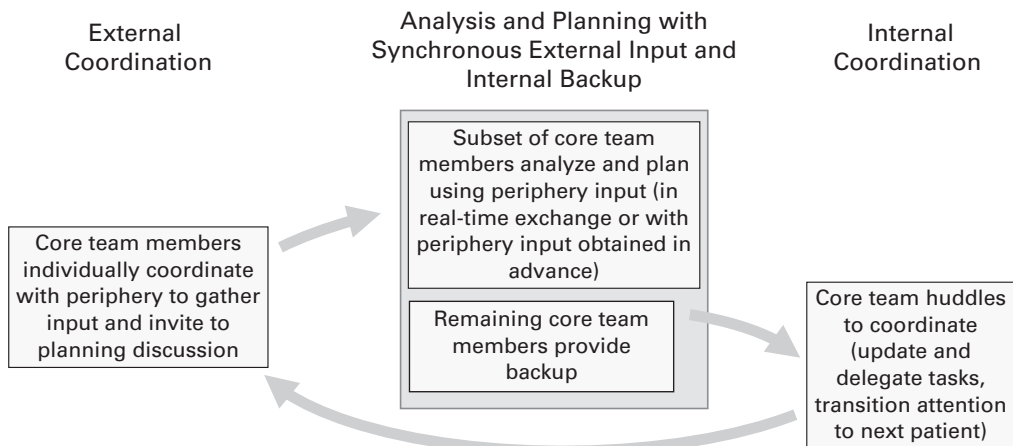 External
Coordination
Analysis and Planning with
Synchronous External Input and
Internal Backup
Internal
Coordination
Core team members
individually coordinate
with periphery to gather
input and invite to
planning discussion
Subset of core team
members analyze and plan
using periphery input (in
real-time exchange or with
periphery input obtained in
advance)
Remaining core team
members provide
backup
Core team huddles
to coordinate
(update and
delegate tasks,
transition attention
to next patient)